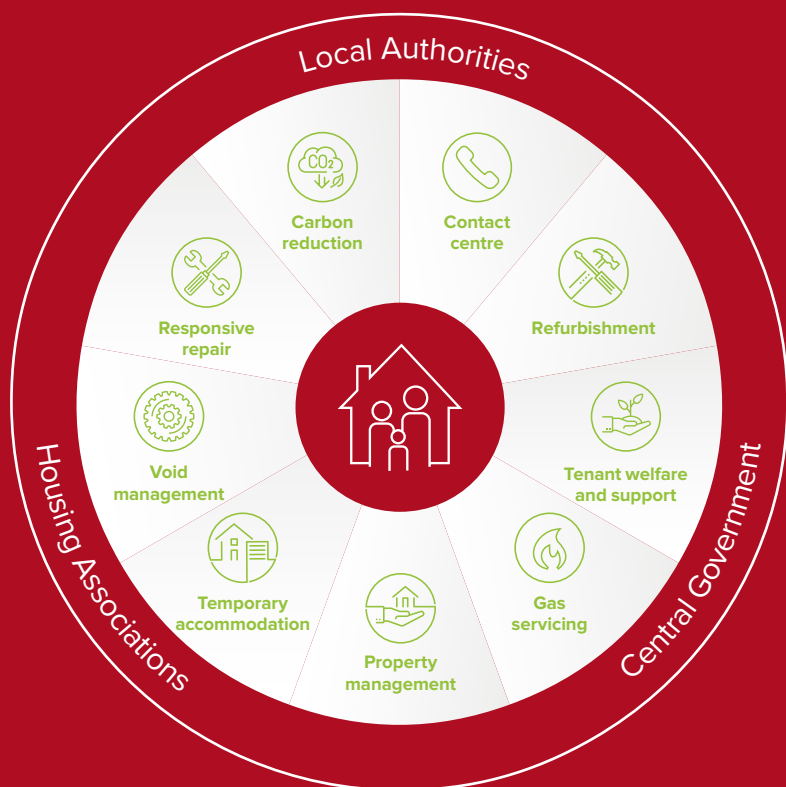 Local Authorities
Carbon
reduction
CO₂
Contact
centre
Refurbishment
Tenant welfare
and support
Gas
servicing
Property
management
Temporary
accommodation
Void
management
Responsive
repair
Housing Associations
Central Government